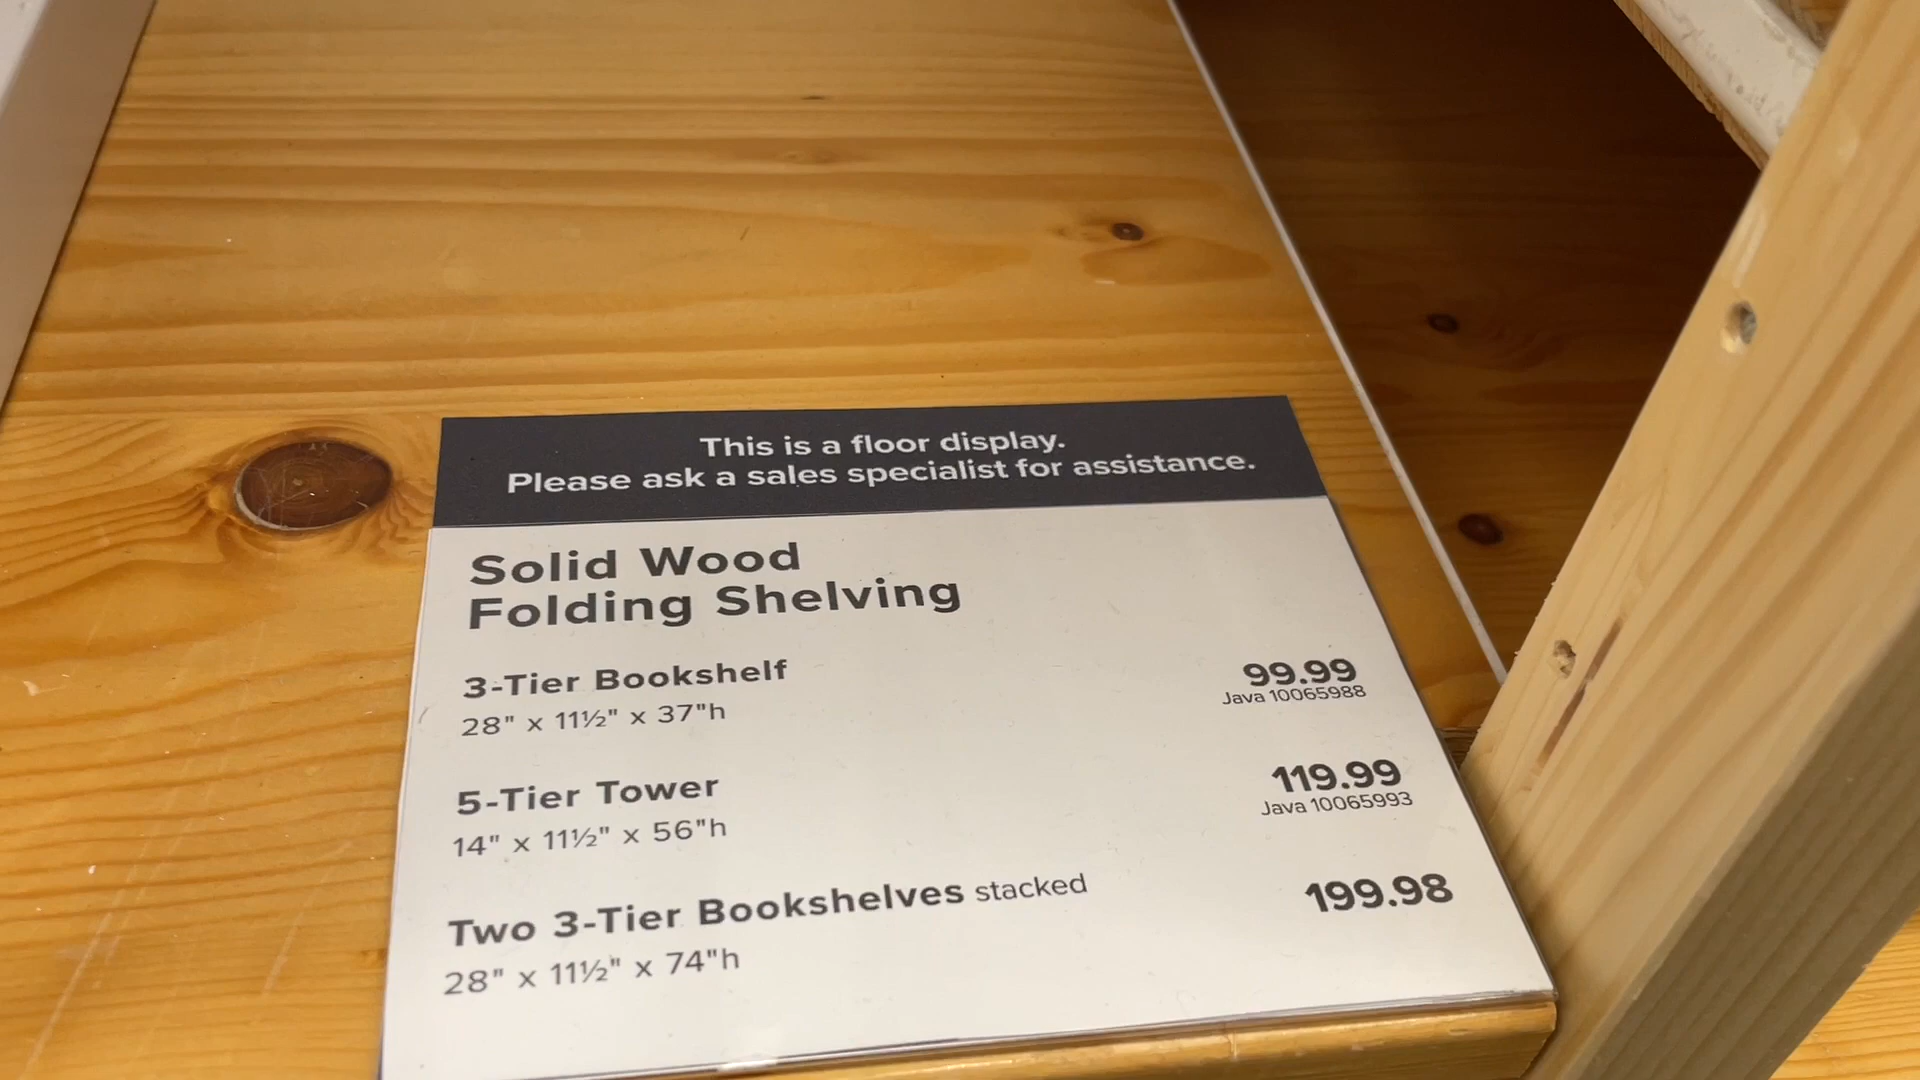 This is a floor display.
Please ask a sales specialist for assistance.
Solid Wood
Folding Shelving
3-Tier Bookshelf 99.99
28" x 11½" x 37"h Java 10065988
5-Tier Tower 119.99
14" x 11½" x 56"h Java 10065993
Two 3-Tier Bookshelves stacked 199.98
28" x 11½" x 74"h